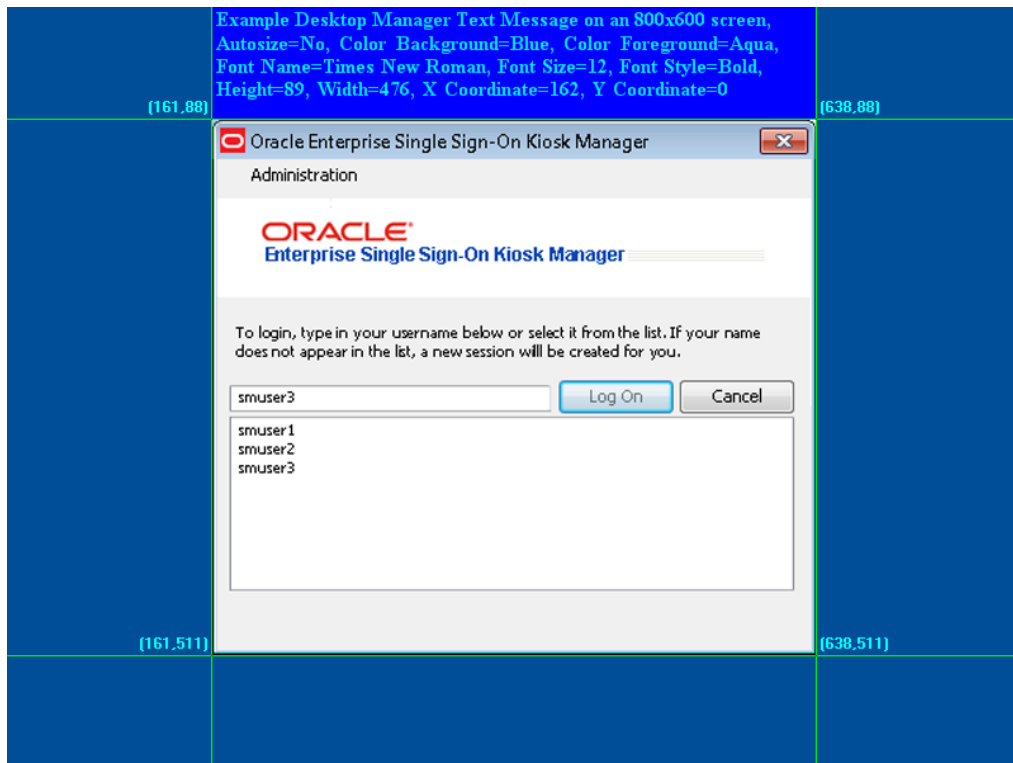 Example Desktop Manager Text Message on an 800x600 screen,
Autosize=No, Color Background=Blue, Color Foreground=Aqua,
Font Name=Times New Roman, Font Size=12, Font Style=Bold,
Height=89, Width=476, X Coordinate=162, Y Coordinate=0
(161,88)
(638,88)
Oracle Enterprise Single Sign-On Kiosk Manager
Administration
ORACLE
Enterprise Single Sign-On Kiosk Manager
To login, type in your username below or select it from the list. If your name
does not appear in the list, a new session will be created for you.
smuser3
Log On
Cancel
smuser1
smuser2
smuser3
(161,511)
(638,511)